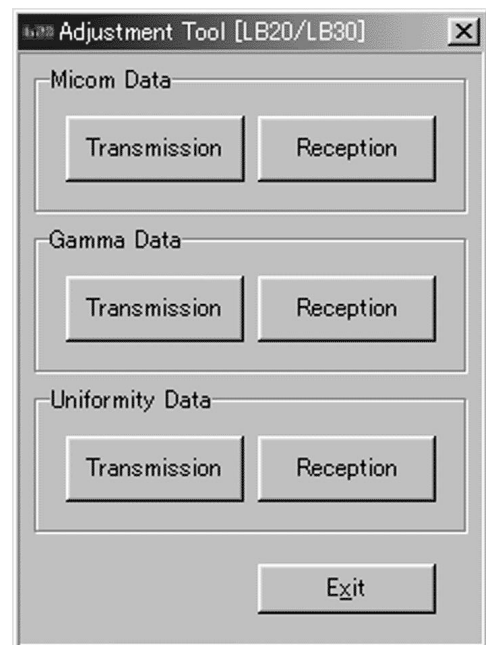 Adjustment Tool [LB20/LB30]
Micom Data
Transmission Reception
Gamma Data
Transmission Reception
Uniformity Data
Transmission Reception
Exit